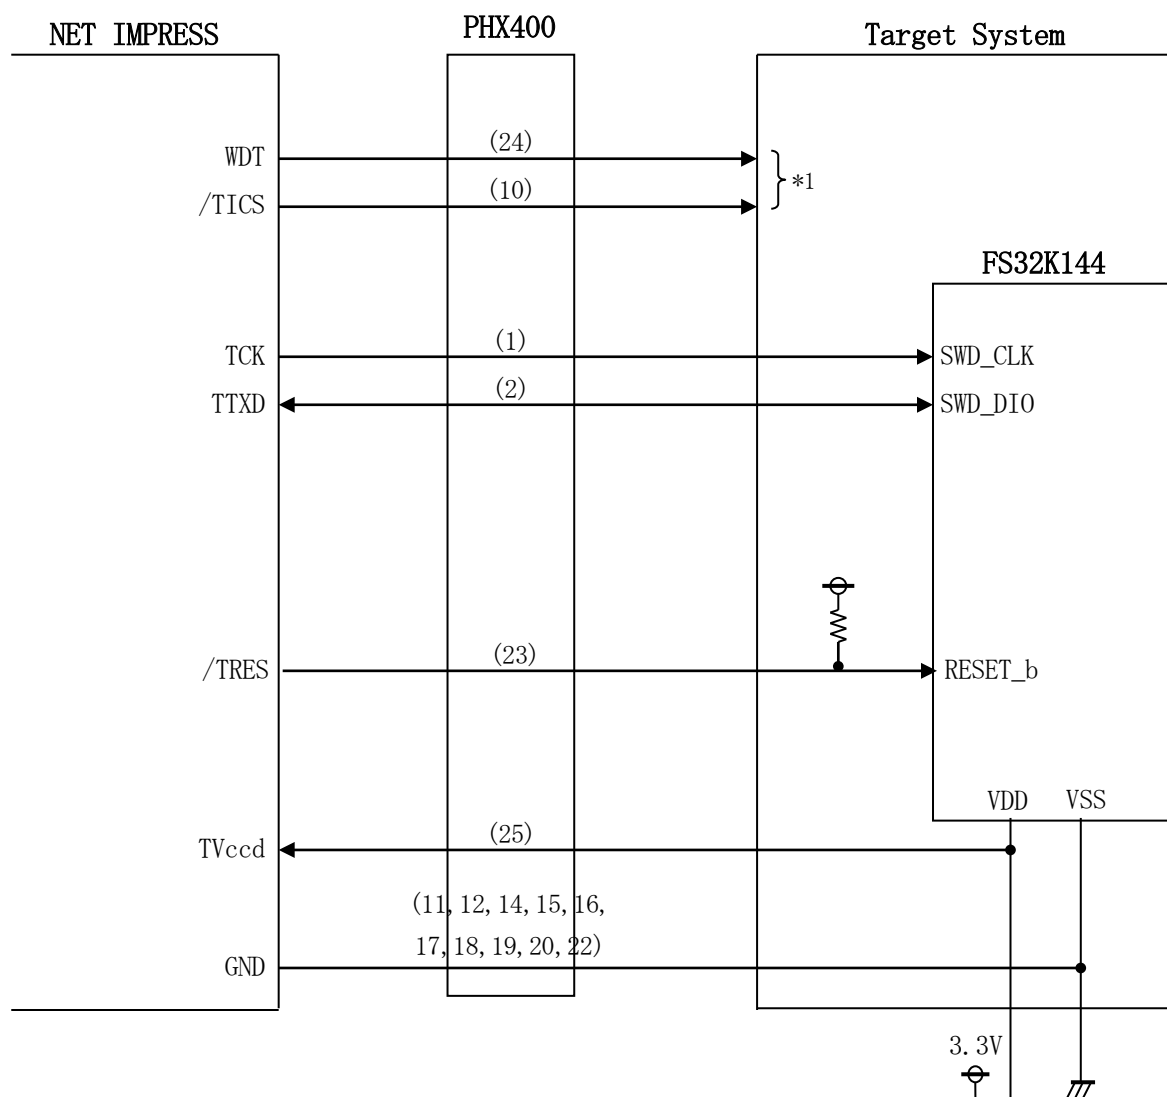 NET IMPRESS
PHX400
Target System
WDT
(24)
*1
/TICS
(10)
FS32K144
TCK
(1)
SWD_CLK
TTXD
(2)
SWD_DIO
/TRES
(23)
RESET_b
VDD
VSS
TVccd
(25)
(11, 12, 14, 15, 16,
17, 18, 19, 20, 22)
GND
3.3V